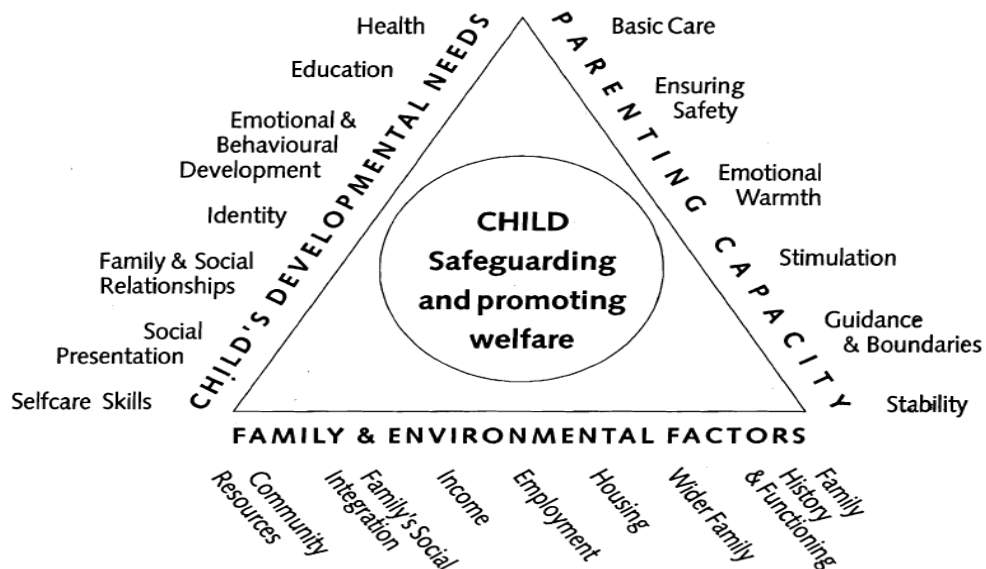 Health
Education
Emotional &
Behavioural
Development
Identity
Family & Social
Relationships
Social
Presentation
Selfcare Skills
CHILD'S DEVELOPMENTAL NEEDS
CHILD
Safeguarding
and promoting
welfare
PARENTING CAPACITY
Basic Care
Ensuring
Safety
Emotional
Warmth
Stimulation
Guidance
& Boundaries
Stability
FAMILY & ENVIRONMENTAL FACTORS
Community
Resources
Family's Social
Integration
Income
Employment
Housing
Wider Family
Family
History
& Functioning